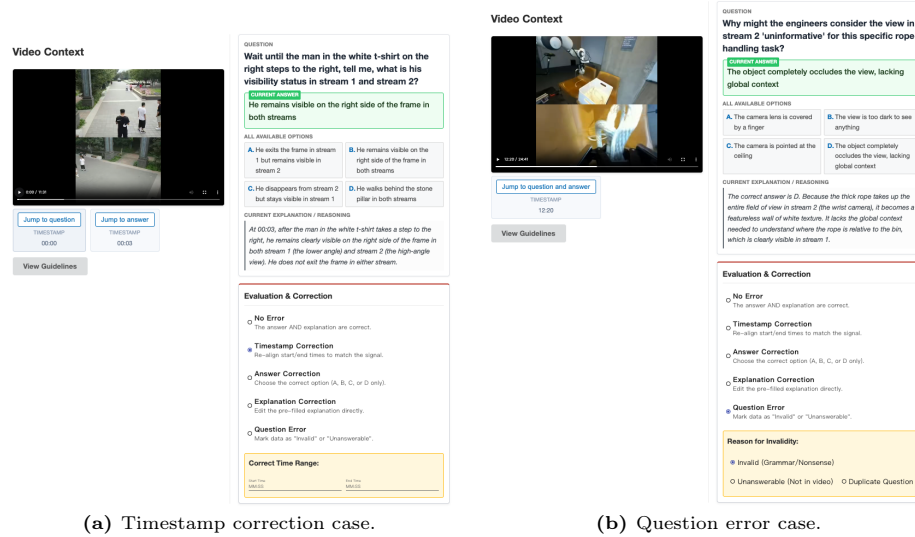 Video Context
0:00 / 11:31
Jump to question
TIMESTAMP
00:00
Jump to answer
TIMESTAMP
00:03
View Guidelines
QUESTION
Wait until the man in the white t-shirt on the
right steps to the right, tell me, what is his
visibility status in stream 1 and stream 2?
CURRENT ANSWER
He remains visible on the right side of the frame in
both streams
ALL AVAILABLE OPTIONS
A. He exits the frame in stream
1 but remains visible in
stream 2
B. He remains visible on the
right side of the frame in
both streams
C. He disappears from stream 2
but stays visible in stream 1
D. He walks behind the stone
pillar in both streams
CURRENT EXPLANATION / REASONING
At 00:03, after the man in the white t-shirt takes a step to the
right, he remains clearly visible on the right side of the frame in
both stream 1 (the lower angle) and stream 2 (the high-angle
view). He does not exit the frame in either stream.
Evaluation & Correction
No Error
The answer AND explanation are correct.
Timestamp Correction
Re-align start/end times to match the signal.
Answer Correction
Choose the correct option (A, B, C, or D only).
Explanation Correction
Edit the pre-filled explanation directly.
Question Error
Mark data as "Invalid" or "Unanswerable".
Correct Time Range:
Start Time
MM:SS
End Time
MM:SS
(a) Timestamp correction case.
Video Context
12:20 / 24:41
Jump to question and answer
TIMESTAMP
12:20
View Guidelines
QUESTION
Why might the engineers consider the view in
stream 2 'uninformative' for this specific rope
handling task?
CURRENT ANSWER
The object completely occludes the view, lacking
global context
ALL AVAILABLE OPTIONS
A. The camera lens is covered
by a finger
B. The view is too dark to see
anything
C. The camera is pointed at the
ceiling
D. The object completely
occludes the view, lacking
global context
CURRENT EXPLANATION / REASONING
The correct answer is D. Because the thick rope takes up the
entire field of view in stream 2 (the wrist camera), it becomes a
featureless wall of white texture. It lacks the global context
needed to understand where the rope is relative to the bin,
which is clearly visible in stream 1.
Evaluation & Correction
No Error
The answer AND explanation are correct.
Timestamp Correction
Re-align start/end times to match the signal.
Answer Correction
Choose the correct option (A, B, C, or D only).
Explanation Correction
Edit the pre-filled explanation directly.
Question Error
Mark data as "Invalid" or "Unanswerable".
Reason for Invalidity:
Invalid (Grammar/Nonsense)
Unanswerable (Not in video)
Duplicate Question
(b) Question error case.